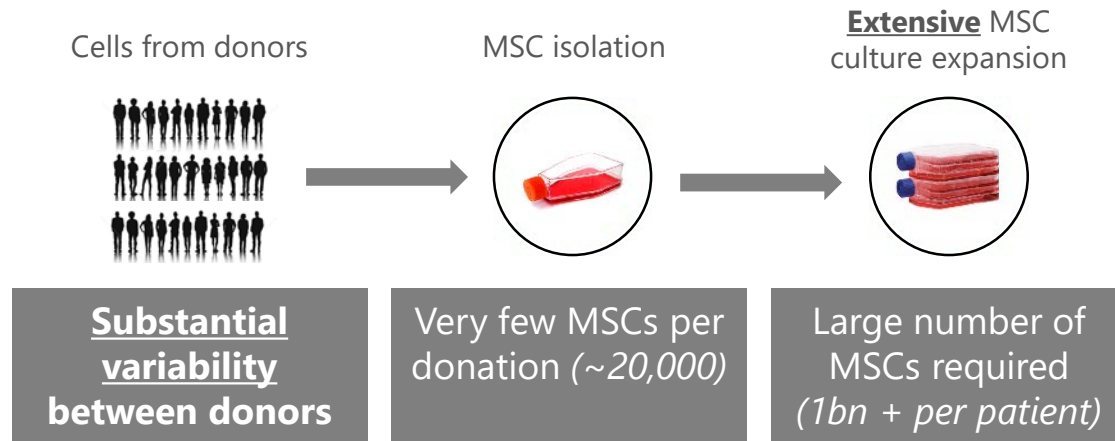 Cells from donors
MSC isolation
Extensive MSC
culture expansion
Substantial
variability
between donors
Very few MSCs per
donation (~20,000)
Large number of
MSCs required
(1bn + per patient)